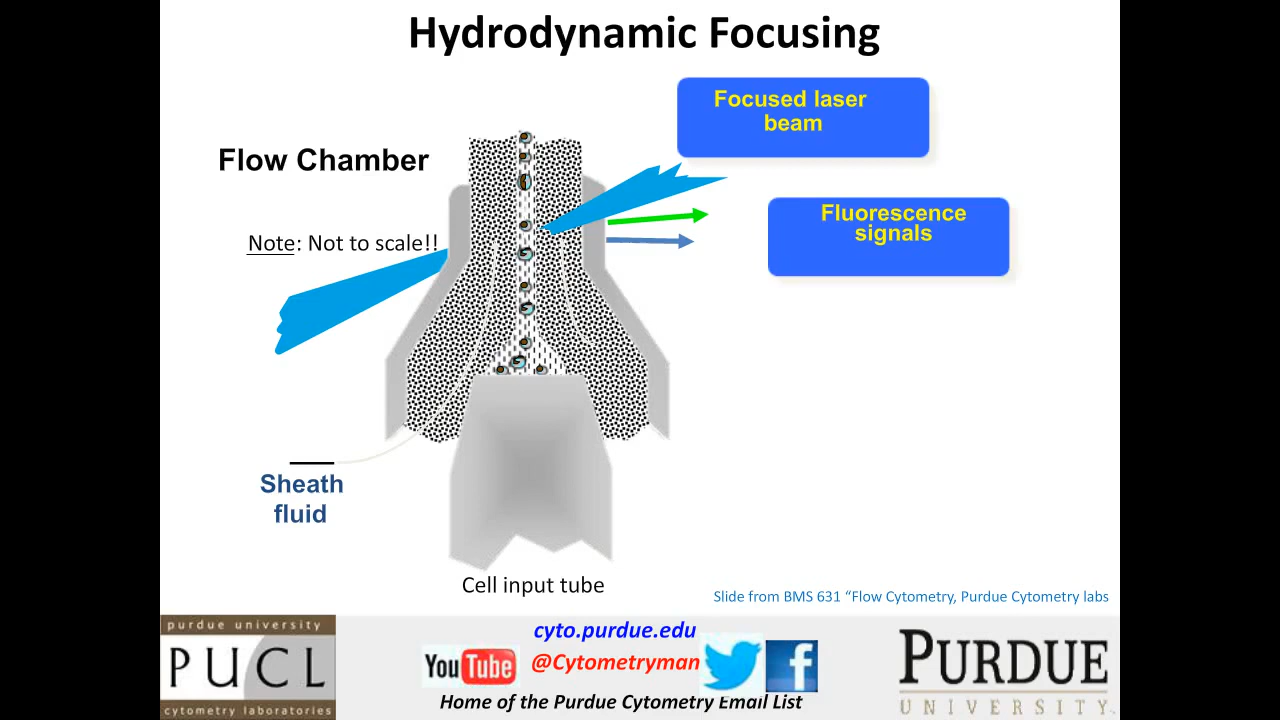 Hydrodynamic Focusing
Focused laser
beam
Flow Chamber
Fluorescence
signals
Note: Not to scale!!
Sheath
fluid
Cell input tube
Slide from BMS 631 “Flow Cytometry, Purdue Cytometry labs
purdue university
PUCL
cytometry laboratories
cyto.purdue.edu
YouTube
@Cytometryman
f
Home of the Purdue Cytometry Email List
PURDUE
UNIVERSITY